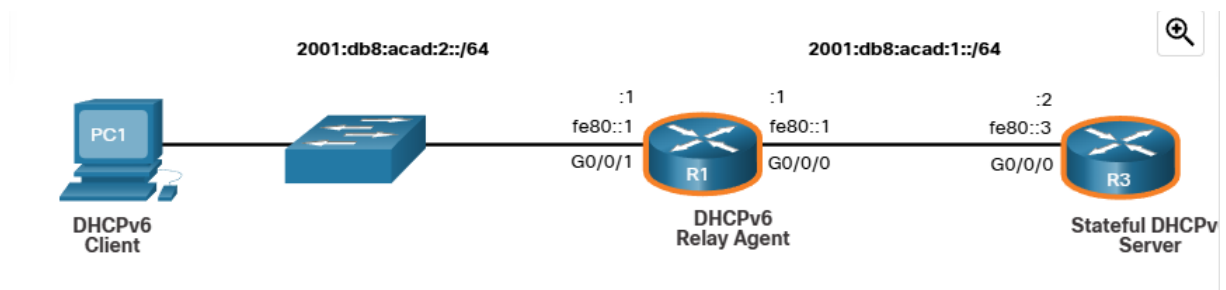 2001:db8:acad:2::/64
2001:db8:acad:1::/64
:1
:1
:2
fe80::1
fe80::1
fe80::3
PC1
G0/0/1
R1
G0/0/0
G0/0/0
R3
DHCPv6
Client
DHCPv6
Relay Agent
Stateful DHCPv
Server